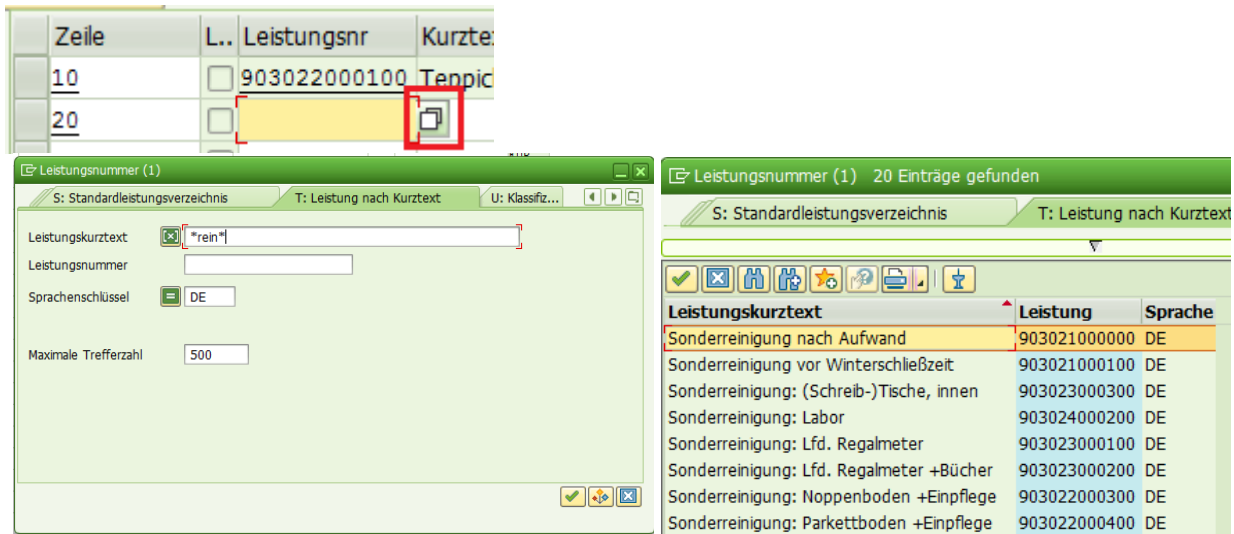 Zeile L.. Leistungsnr Kurzte
10 903022000100 Teppic
20
Leistungsnummer (1)
S: Standardleistungsverzeichnis T: Leistung nach Kurztext U: Klassifiz...
Leistungskurztext *rein*
Leistungsnummer
Sprachenschlüssel DE
Maximale Trefferzahl 500
Leistungsnummer (1) 20 Einträge gefunden
S: Standardleistungsverzeichnis T: Leistung nach Kurztext
Leistungskurztext Leistung Sprache
Sonderreinigung nach Aufwand 903021000000 DE
Sonderreinigung vor Winterschließzeit 903021000100 DE
Sonderreinigung: (Schreib-)Tische, innen 903023000300 DE
Sonderreinigung: Labor 903024000200 DE
Sonderreinigung: Lfd. Regalmeter 903023000100 DE
Sonderreinigung: Lfd. Regalmeter +Bücher 903023000200 DE
Sonderreinigung: Noppenboden +Einpflege 903022000300 DE
Sonderreinigung: Parkettboden +Einpflege 903022000400 DE